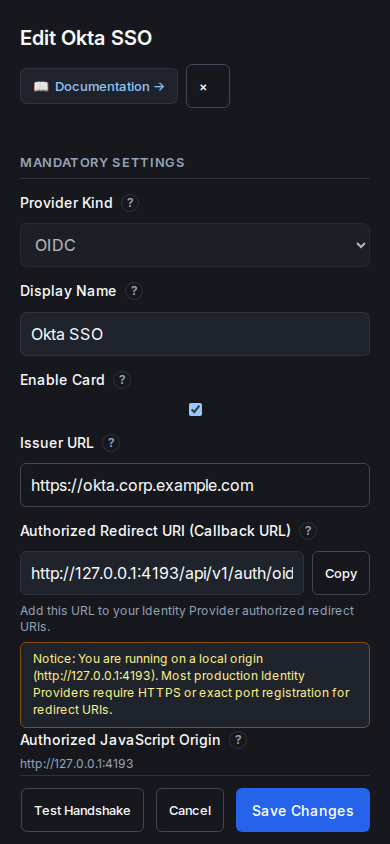 Edit Okta SSO
📖 Documentation →
×
MANDATORY SETTINGS
Provider Kind ?
OIDC
Display Name ?
Okta SSO
Enable Card ?
Issuer URL ?
https://okta.corp.example.com
Authorized Redirect URI (Callback URL) ?
http://127.0.0.1:4193/api/v1/auth/oid
Copy
Add this URL to your Identity Provider authorized redirect
URIs.
Notice: You are running on a local origin
(http://127.0.0.1:4193). Most production Identity
Providers require HTTPS or exact port registration for
redirect URIs.
Authorized JavaScript Origin ?
http://127.0.0.1:4193
Test Handshake
Cancel
Save Changes